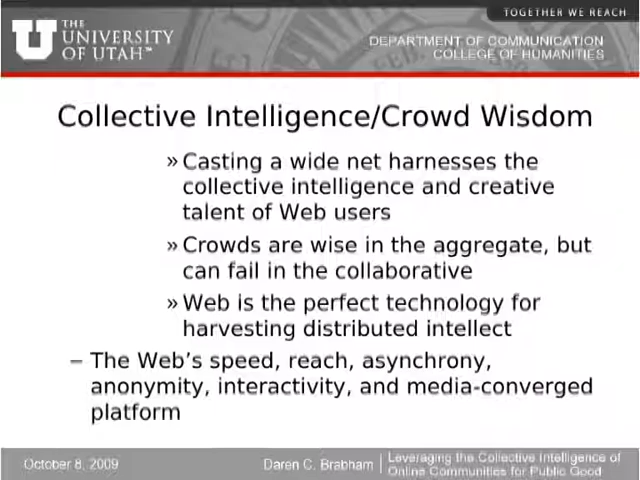 TOGETHER WE REACH
THE
UNIVERSITY
OF UTAH™
DEPARTMENT OF COMMUNICATION
COLLEGE OF HUMANITIES
Collective Intelligence/Crowd Wisdom
» Casting a wide net harnesses the
collective intelligence and creative
talent of Web users
» Crowds are wise in the aggregate, but
can fail in the collaborative
» Web is the perfect technology for
harvesting distributed intellect
– The Web's speed, reach, asynchrony,
anonymity, interactivity, and media-converged
platform
October 8, 2009
Daren C. Brabham
Leveraging the Collective Intelligence of
Online Communities for Public Good